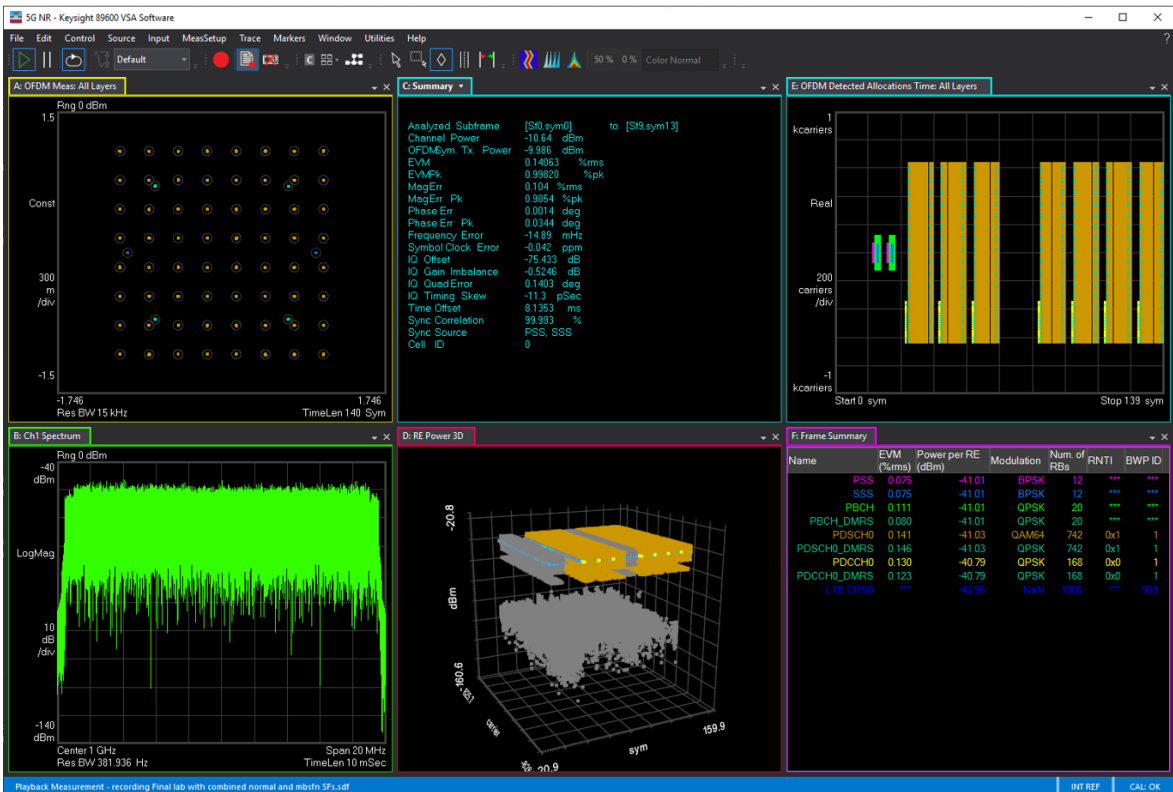 5G NR - Keysight 89600 VSA Software
File Edit Control Source Input MeasSetup Trace Markers Window Utilities Help
Default C 50 % 0 % Color Normal
A: OFDM Meas: All Layers
Rng 0 dBm
1.5
Const
300
m
/div
-1.5
-1.746 1.746
Res BW 15 kHz TimeLen 140 Sym
C: Summary
Analyzed Subframe [Sf0,sym0] to [Sf9,sym13]
Channel Power -10.64 dBm
OFDMSym. Tx. Power -9.986 dBm
EVM 0.14063 %rms
EVMPk 0.99820 %pk
MagErr 0.104 %rms
MagErr Pk 0.9854 %pk
Phase Err 0.0014 deg
Phase Err Pk 0.0344 deg
Frequency Error -14.89 mHz
Symbol Clock Error -0.042 ppm
IQ Offset -75.433 dB
IQ Gain Imbalance -0.5246 dB
IQ Quad Error 0.1403 deg
IQ Timing Skew -11.3 pSec
Time Offset 8.1353 ms
Sync Correlation 99.993 %
Sync Source PSS, SSS
Cell ID 0
E: OFDM Detected Allocations Time: All Layers
1
kcarriers
Real
200
carriers
/div
-1
kcarriers
Start 0 sym Stop 139 sym
B: Ch1 Spectrum
Rng 0 dBm
-40
dBm
LogMag
10
dB
/div
-140
dBm
Center 1 GHz Span 20 MHz
Res BW 381.936 Hz TimeLen 10 mSec
D: RE Power 3D
-20.8
dBm
160.6
carrier
sym
159.9
-20.9
F: Frame Summary
Name EVM (%rms) Power per RE (dBm) Modulation Num. of RBs RNTI BWP ID
PSS 0.075 -41.01 BPSK 12 *** ***
SSS 0.075 -41.01 BPSK 12 *** ***
PBCH 0.111 -41.01 QPSK 20 *** ***
PBCH_DMRS 0.080 -41.01 QPSK 20 *** ***
PDSCH0 0.141 -41.03 QAM64 742 0x1 1
PDSCH0_DMRS 0.146 -41.03 QPSK 742 0x1 1
PDCCH0 0.130 -40.79 QPSK 168 0x0 1
PDCCH0_DMRS 0.123 -40.79 QPSK 168 0x0 1
LTE CRS0 *** -40.96 NaN 1000 *** -999
Playback Measurement - recording Final lab with combined normal and mbsfn SFs.sdf INT REF CAL: OK